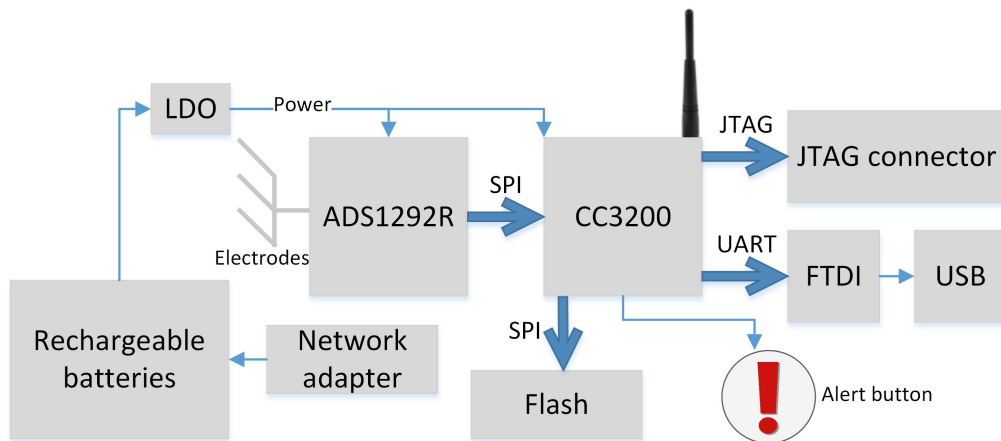 LDO
Power
JTAG
JTAG connector
ADS1292R
SPI
CC3200
Electrodes
UART
FTDI
USB
Rechargeable
batteries
Network
adapter
SPI
Flash
Alert button